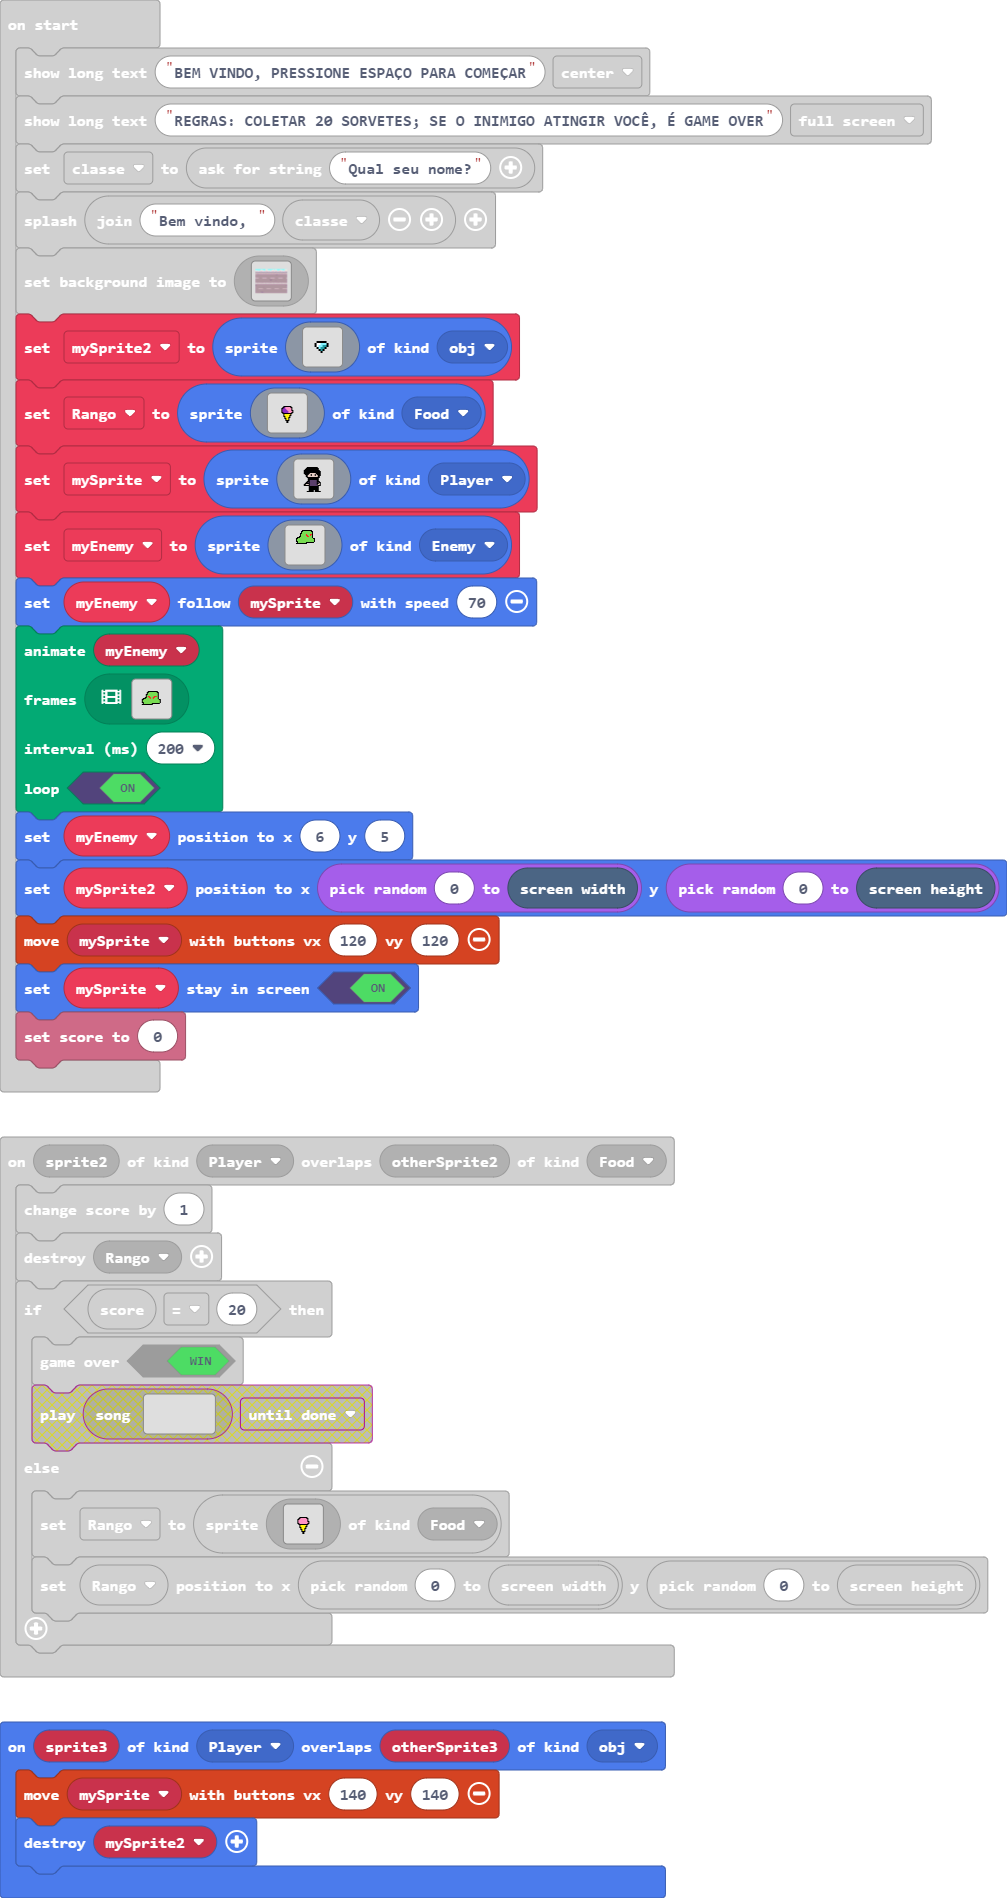 on start
show long text "BEM VINDO, PRESSIONE ESPAÇO PARA COMEÇAR" center
show long text "REGRAS: COLETAR 20 SORVETES; SE O INIMIGO ATINGIR VOCÊ, É GAME OVER" full screen
set classe to ask for string "Qual seu nome?"
splash join "Bem vindo, " classe
set background image to
set mySprite2 to sprite of kind obj
set Rango to sprite of kind Food
set mySprite to sprite of kind Player
set myEnemy to sprite of kind Enemy
set myEnemy follow mySprite with speed 70
animate myEnemy
frames
interval (ms) 200
loop ON
set myEnemy position to x 6 y 5
set mySprite2 position to x pick random 0 to screen width y pick random 0 to screen height
move mySprite with buttons vx 120 vy 120
set mySprite stay in screen ON
set score to 0
on sprite2 of kind Player overlaps otherSprite2 of kind Food
change score by 1
destroy Rango
if score = 20 then
game over WIN
play song until done
else
set Rango to sprite of kind Food
set Rango position to x pick random 0 to screen width y pick random 0 to screen height
on sprite3 of kind Player overlaps otherSprite3 of kind obj
move mySprite with buttons vx 140 vy 140
destroy mySprite2